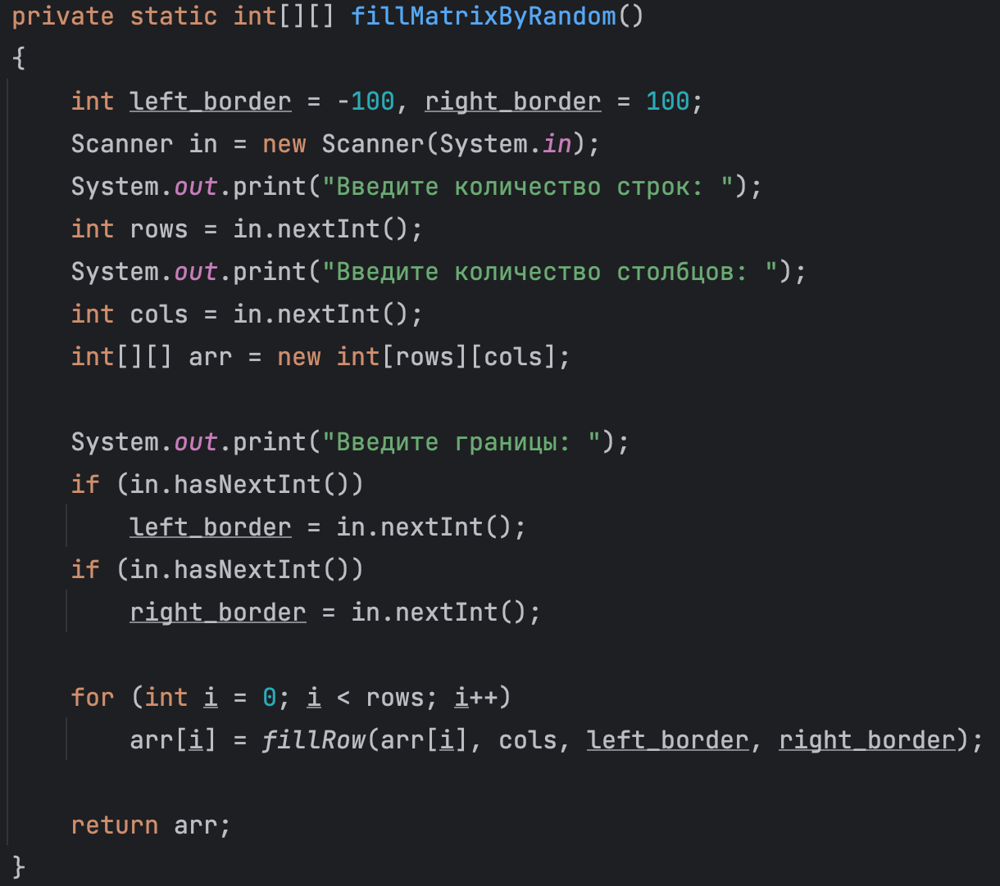 private static int[][] fillMatrixByRandom()
{
    int left_border = -100, right_border = 100;
    Scanner in = new Scanner(System.in);
    System.out.print("Введите количество строк: ");
    int rows = in.nextInt();
    System.out.print("Введите количество столбцов: ");
    int cols = in.nextInt();
    int[][] arr = new int[rows][cols];

    System.out.print("Введите границы: ");
    if (in.hasNextInt())
        left_border = in.nextInt();
    if (in.hasNextInt())
        right_border = in.nextInt();

    for (int i = 0; i < rows; i++)
        arr[i] = fillRow(arr[i], cols, left_border, right_border);

    return arr;
}